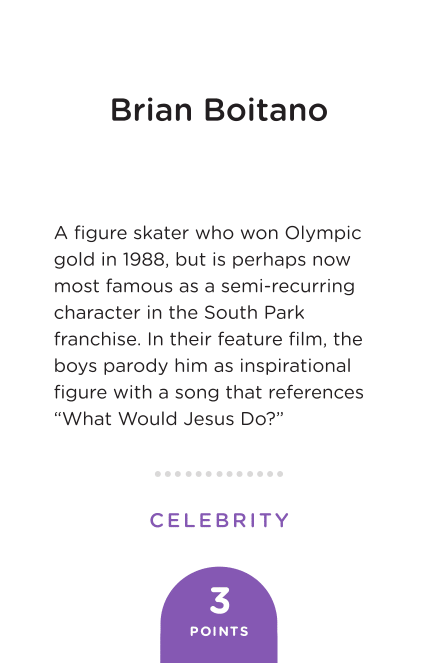 Brian Boitano
A figure skater who won Olympic
gold in 1988, but is perhaps now
most famous as a semi-recurring
character in the South Park
franchise. In their feature film, the
boys parody him as inspirational
figure with a song that references
“What Would Jesus Do?”
CELEBRITY
3
POINTS